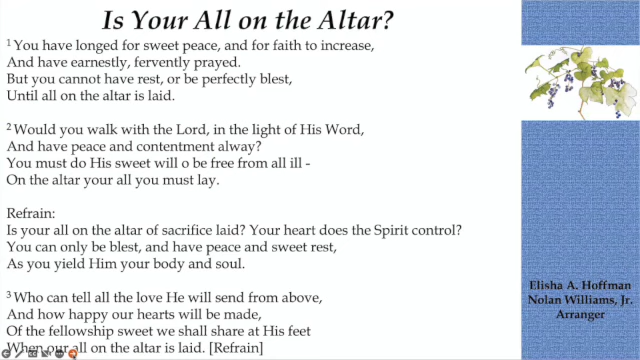 Is Your All on the Altar?
1 You have longed for sweet peace, and for faith to increase,
And have earnestly, fervently prayed.
But you cannot have rest, or be perfectly blest,
Until all on the altar is laid.
2 Would you walk with the Lord, in the light of His Word,
And have peace and contentment alway?
You must do His sweet will o be free from all ill -
On the altar your all you must lay.
Refrain:
Is your all on the altar of sacrifice laid? Your heart does the Spirit control?
You can only be blest, and have peace and sweet rest,
As you yield Him your body and soul.
3 Who can tell all the love He will send from above,
And how happy our hearts will be made,
Of the fellowship sweet we shall share at His feet
When our all on the altar is laid. [Refrain]
Elisha A. Hoffman
Nolan Williams, Jr.
Arranger